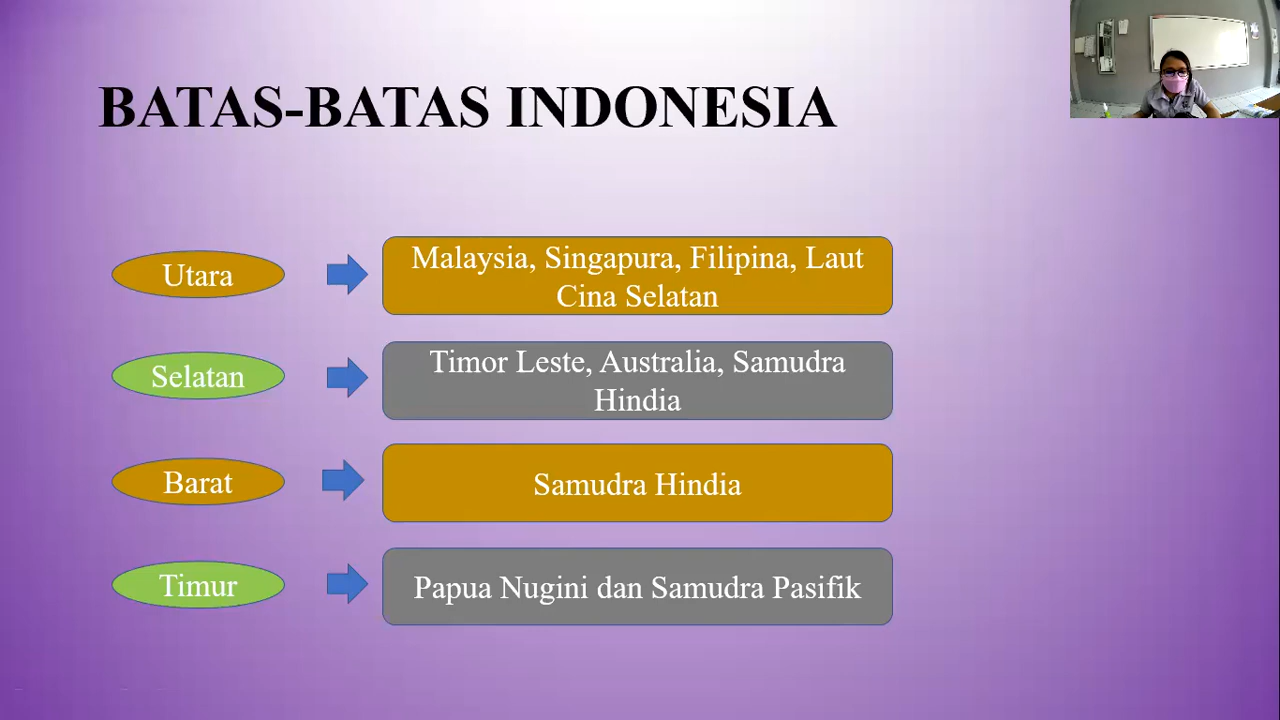 BATAS-BATAS INDONESIA
Utara
Malaysia, Singapura, Filipina, Laut
Cina Selatan
Selatan
Timor Leste, Australia, Samudra
Hindia
Barat
Samudra Hindia
Timur
Papua Nugini dan Samudra Pasifik